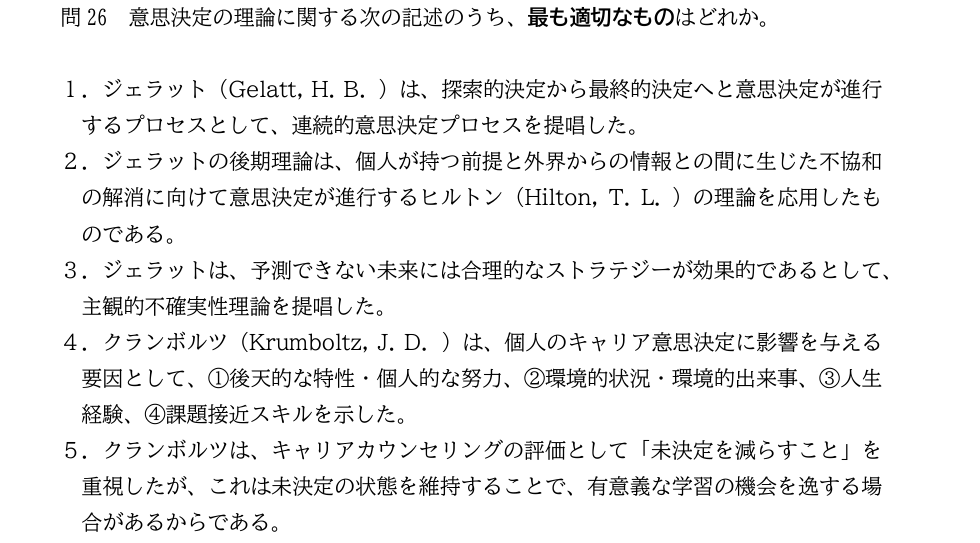 問 26　意思決定の理論に関する次の記述のうち、最も適切なものはどれか。
１．ジェラット（Gelatt, H. B. ）は、探索的決定から最終的決定へと意思決定が進行
するプロセスとして、連続的意思決定プロセスを提唱した。
２．ジェラットの後期理論は、個人が持つ前提と外界からの情報との間に生じた不協和
の解消に向けて意思決定が進行するヒルトン（Hilton, T. L. ）の理論を応用したも
のである。
３．ジェラットは、予測できない未来には合理的なストラテジーが効果的であるとして、
主観的不確実性理論を提唱した。
４．クランボルツ（Krumboltz, J. D. ）は、個人のキャリア意思決定に影響を与える
要因として、①後天的な特性・個人的な努力、②環境的状況・環境的出来事、③人生
経験、④課題接近スキルを示した。
５．クランボルツは、キャリアカウンセリングの評価として「未決定を減らすこと」を
重視したが、これは未決定の状態を維持することで、有意義な学習の機会を逸する場
合があるからである。